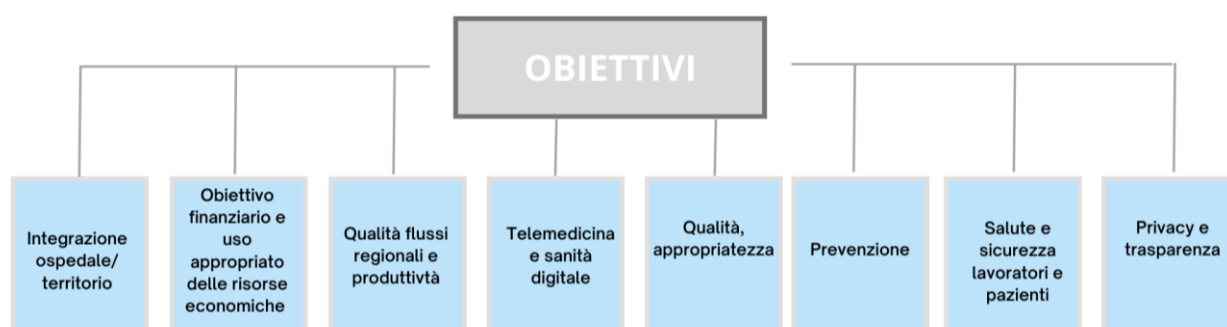 OBIETTIVI
Integrazione
ospedale/
territorio
Obiettivo
finanziario e
uso
appropriato
delle risorse
economiche
Qualità flussi
regionali e
produttivtà
Telemedicina
e sanità
digitale
Qualità,
appropriatezza
Prevenzione
Salute e
sicurezza
lavoratori e
pazienti
Privacy e
trasparenza